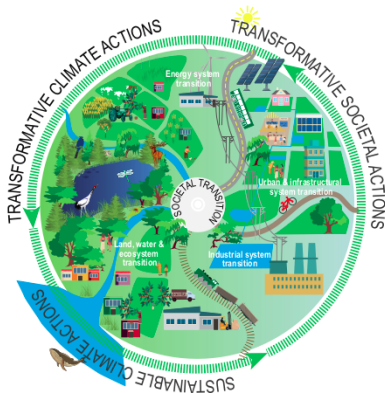 TRANSFORMATIVE CLIMATE ACTIONS
TRANSFORMATIVE SOCIETAL ACTIONS
Energy system
transition
SOCIETAL TRANSITION
Urban & infrastructural
system transition
Land, water &
ecosystem
transition
Industrial system
transition
SUSTAINABLE CLIMATE ACTIONS